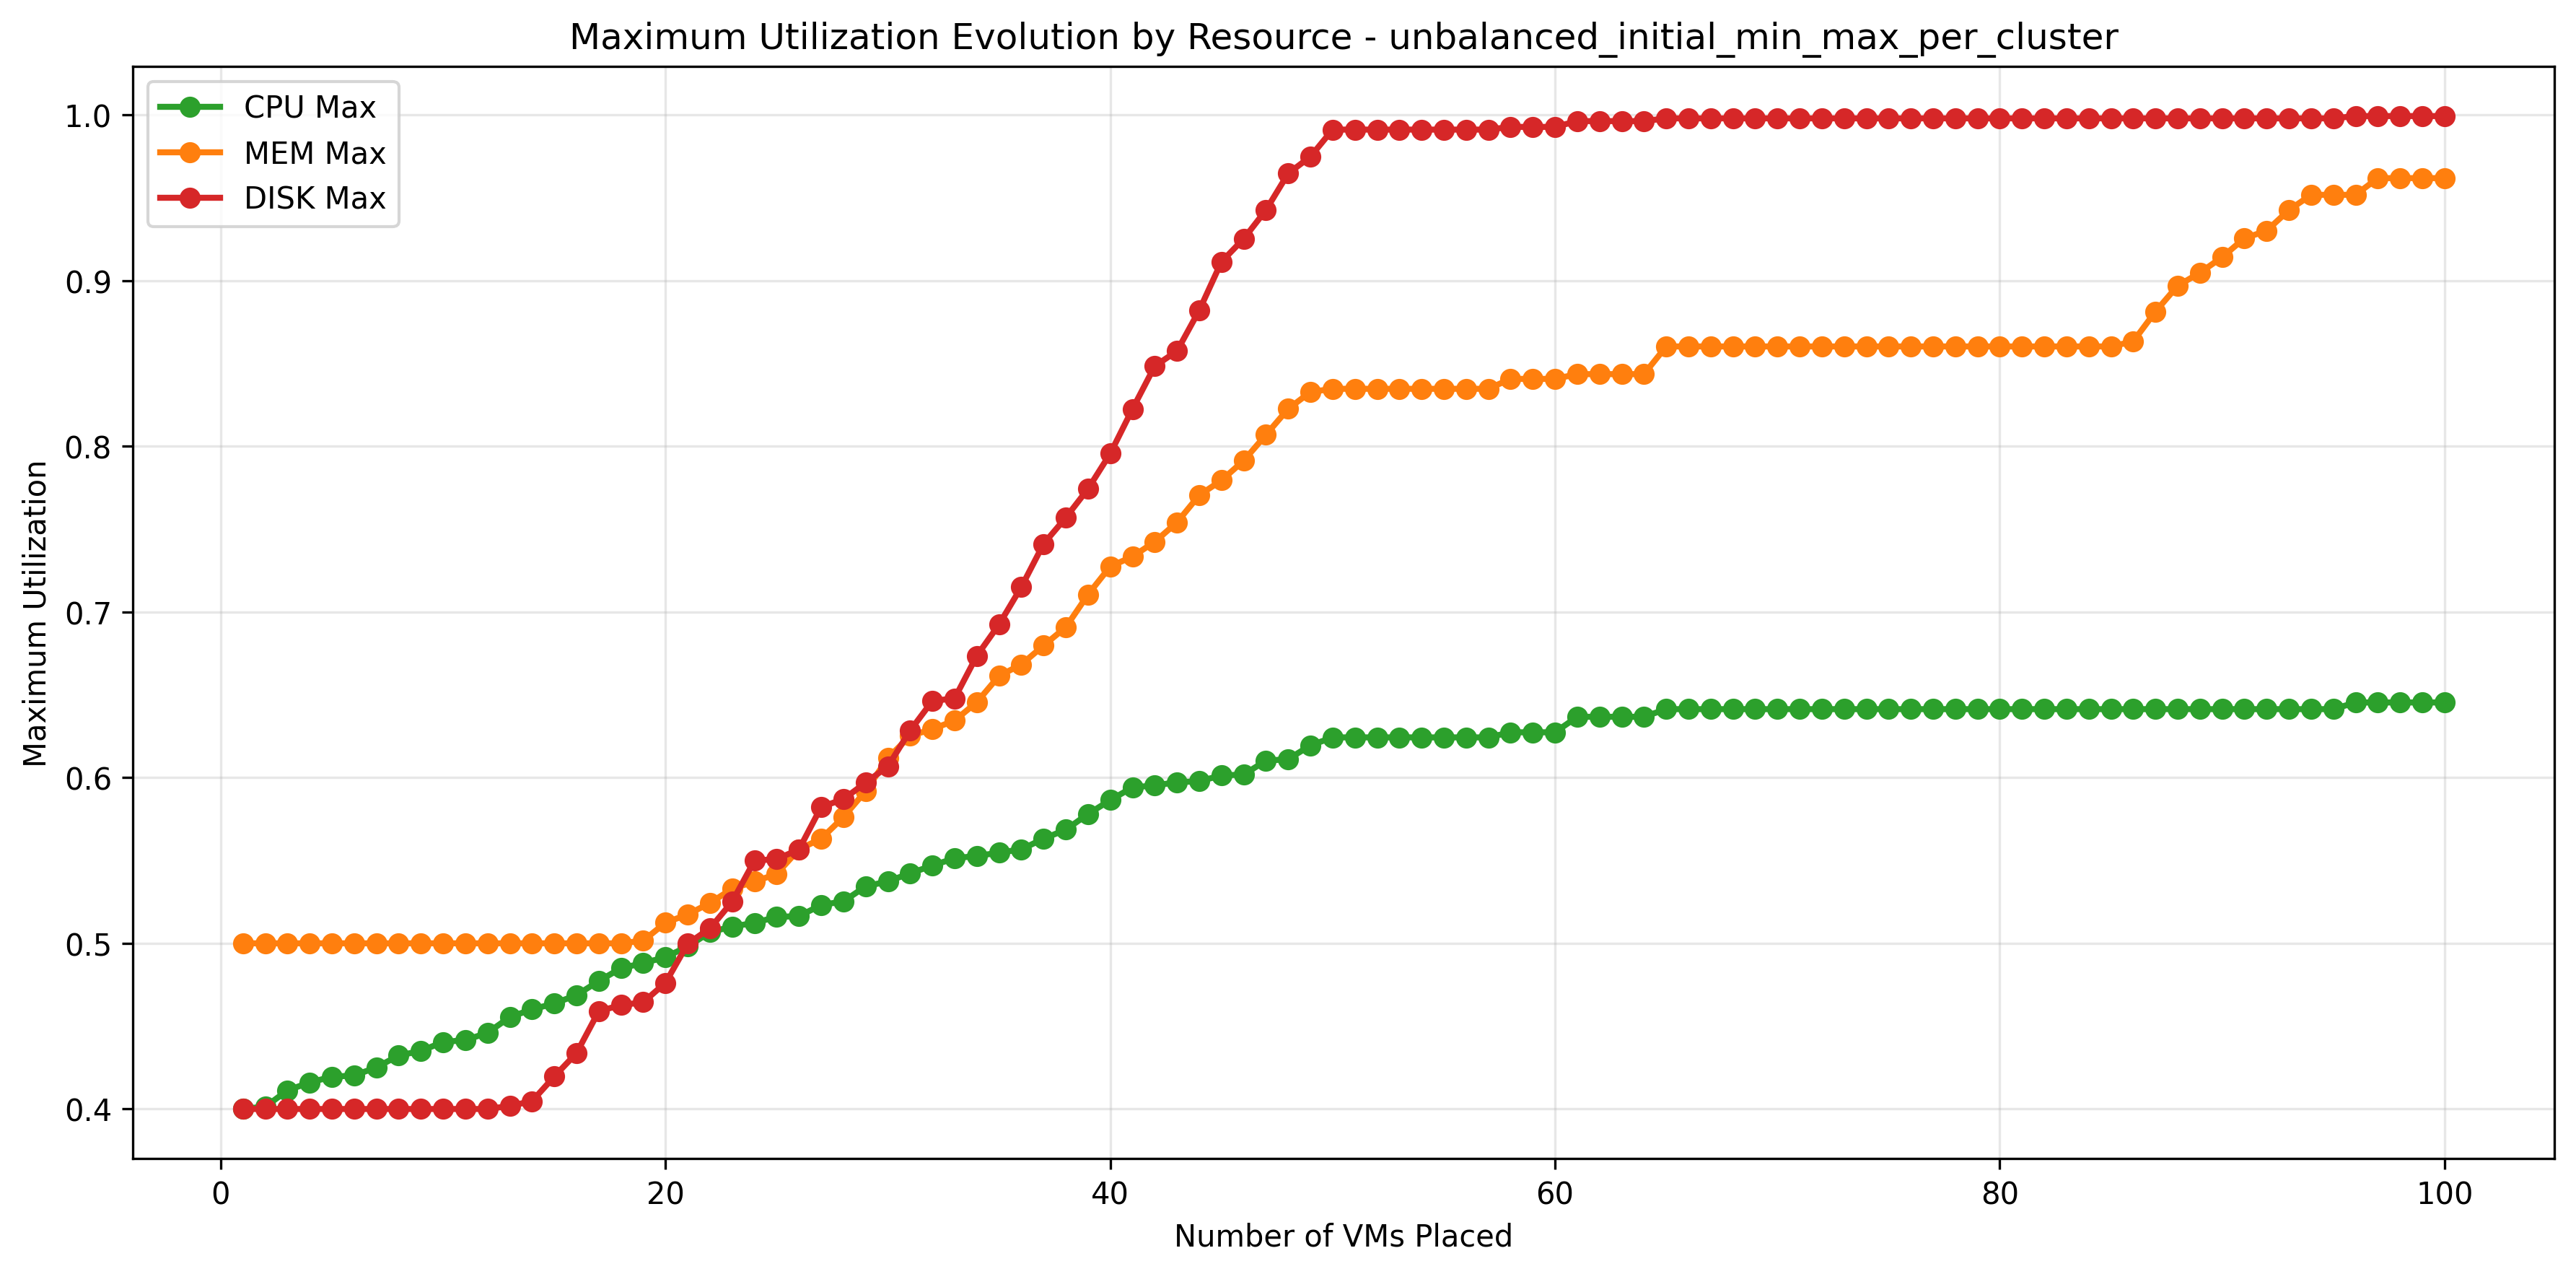 Maximum Utilization Evolution by Resource - unbalanced_initial_min_max_per_cluster
CPU Max
MEM Max
DISK Max
Maximum Utilization
1.0
0.9
0.8
0.7
0.6
0.5
0.4
0 20 40 60 80 100
Number of VMs Placed